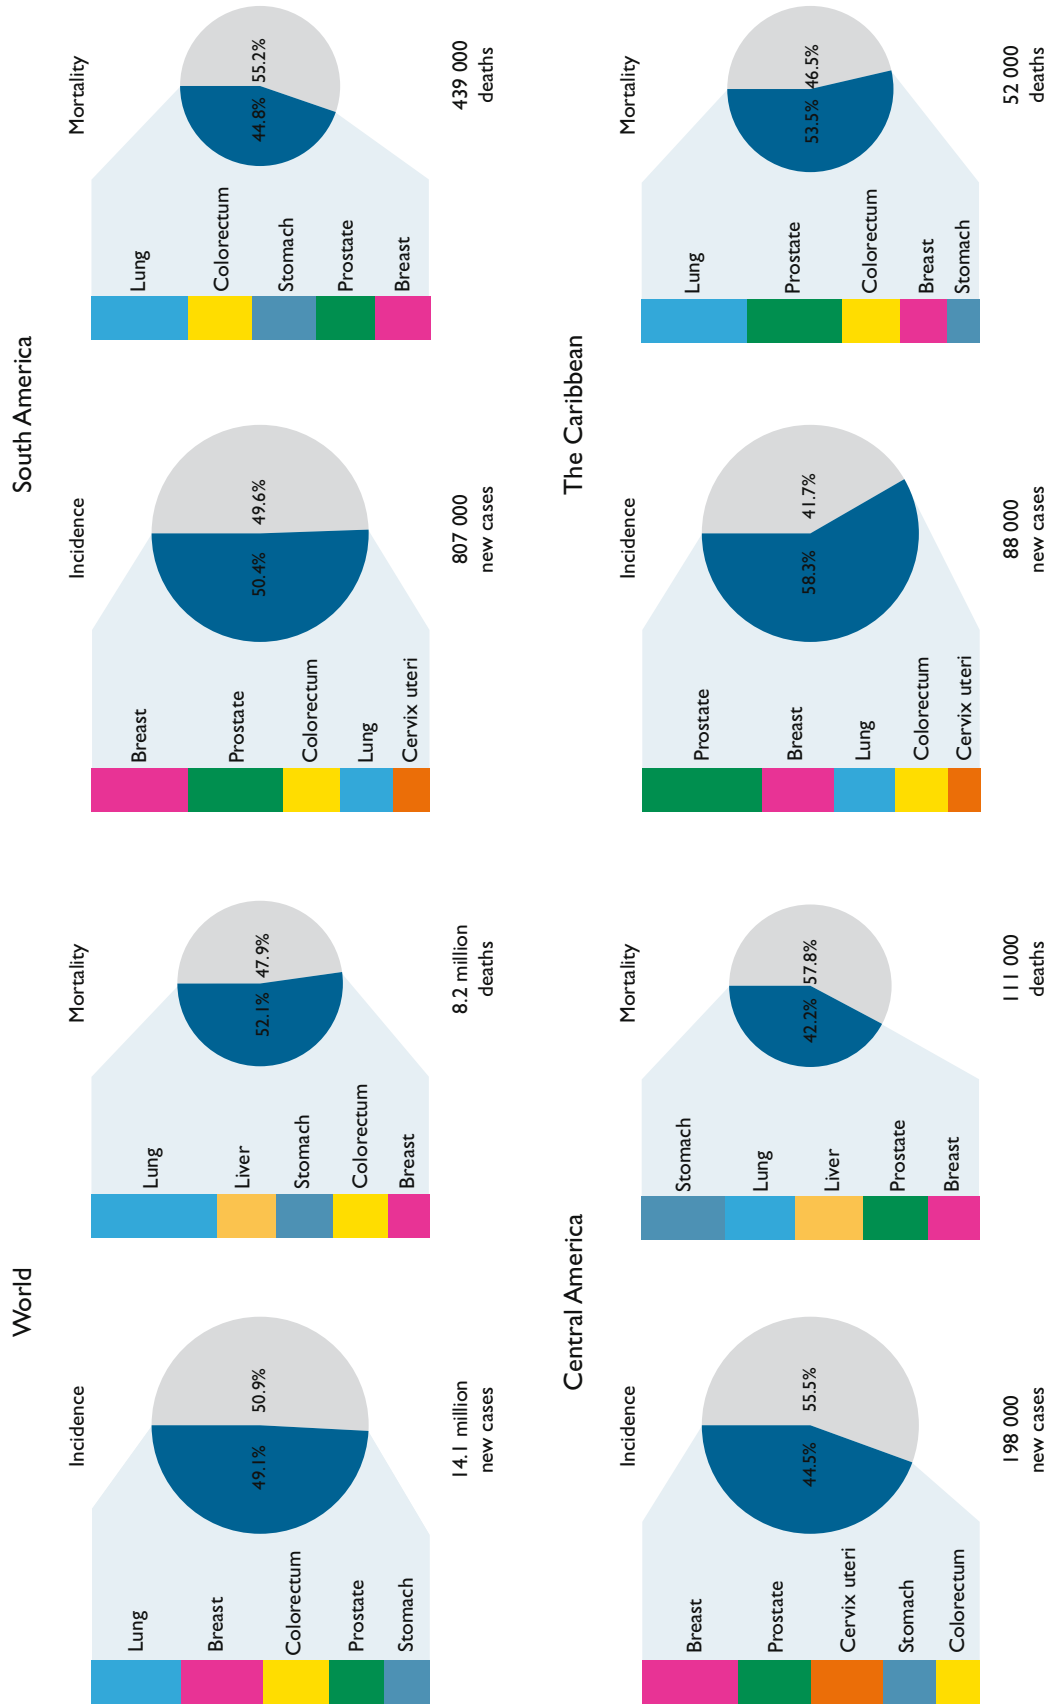 World
Incidence
Lung
Breast
Colorectum
Prostate
Stomach
49.1%
50.9%
14.1 million
new cases
Mortality
Lung
Liver
Stomach
Colorectum
Breast
52.1%
47.9%
8.2 million
deaths
South America
Incidence
Breast
Prostate
Colorectum
Lung
Cervix uteri
50.4%
49.6%
807 000
new cases
Mortality
Lung
Colorectum
Stomach
Prostate
Breast
44.8%
55.2%
439 000
deaths
Central America
Incidence
Breast
Prostate
Cervix uteri
Stomach
Colorectum
44.5%
55.5%
198 000
new cases
Mortality
Stomach
Lung
Liver
Prostate
Breast
42.2%
57.8%
111 000
deaths
The Caribbean
Incidence
Prostate
Breast
Lung
Colorectum
Cervix uteri
58.3%
41.7%
88 000
new cases
Mortality
Lung
Prostate
Colorectum
Breast
Stomach
53.5%
46.5%
52 000
deaths